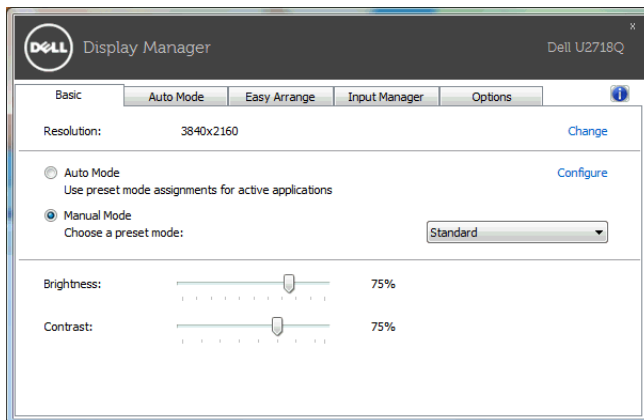 DELL Display Manager Dell U2718Q
x
Basic Auto Mode Easy Arrange Input Manager Options
Resolution: 3840x2160 Change
Auto Mode Configure
Use preset mode assignments for active applications
Manual Mode
Choose a preset mode: Standard
Brightness: 75%
Contrast: 75%